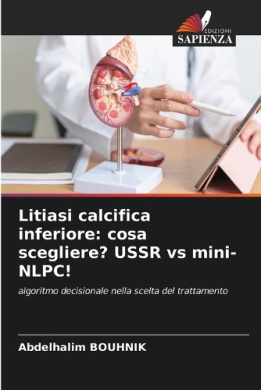 EDIZIONI
SAPIENZA
Litiasi calcifica
inferiore: cosa
scegliere? USSR vs mini-
NLPC!
algoritmo decisionale nella scelta del trattamento
Abdelhalim BOUHNIK